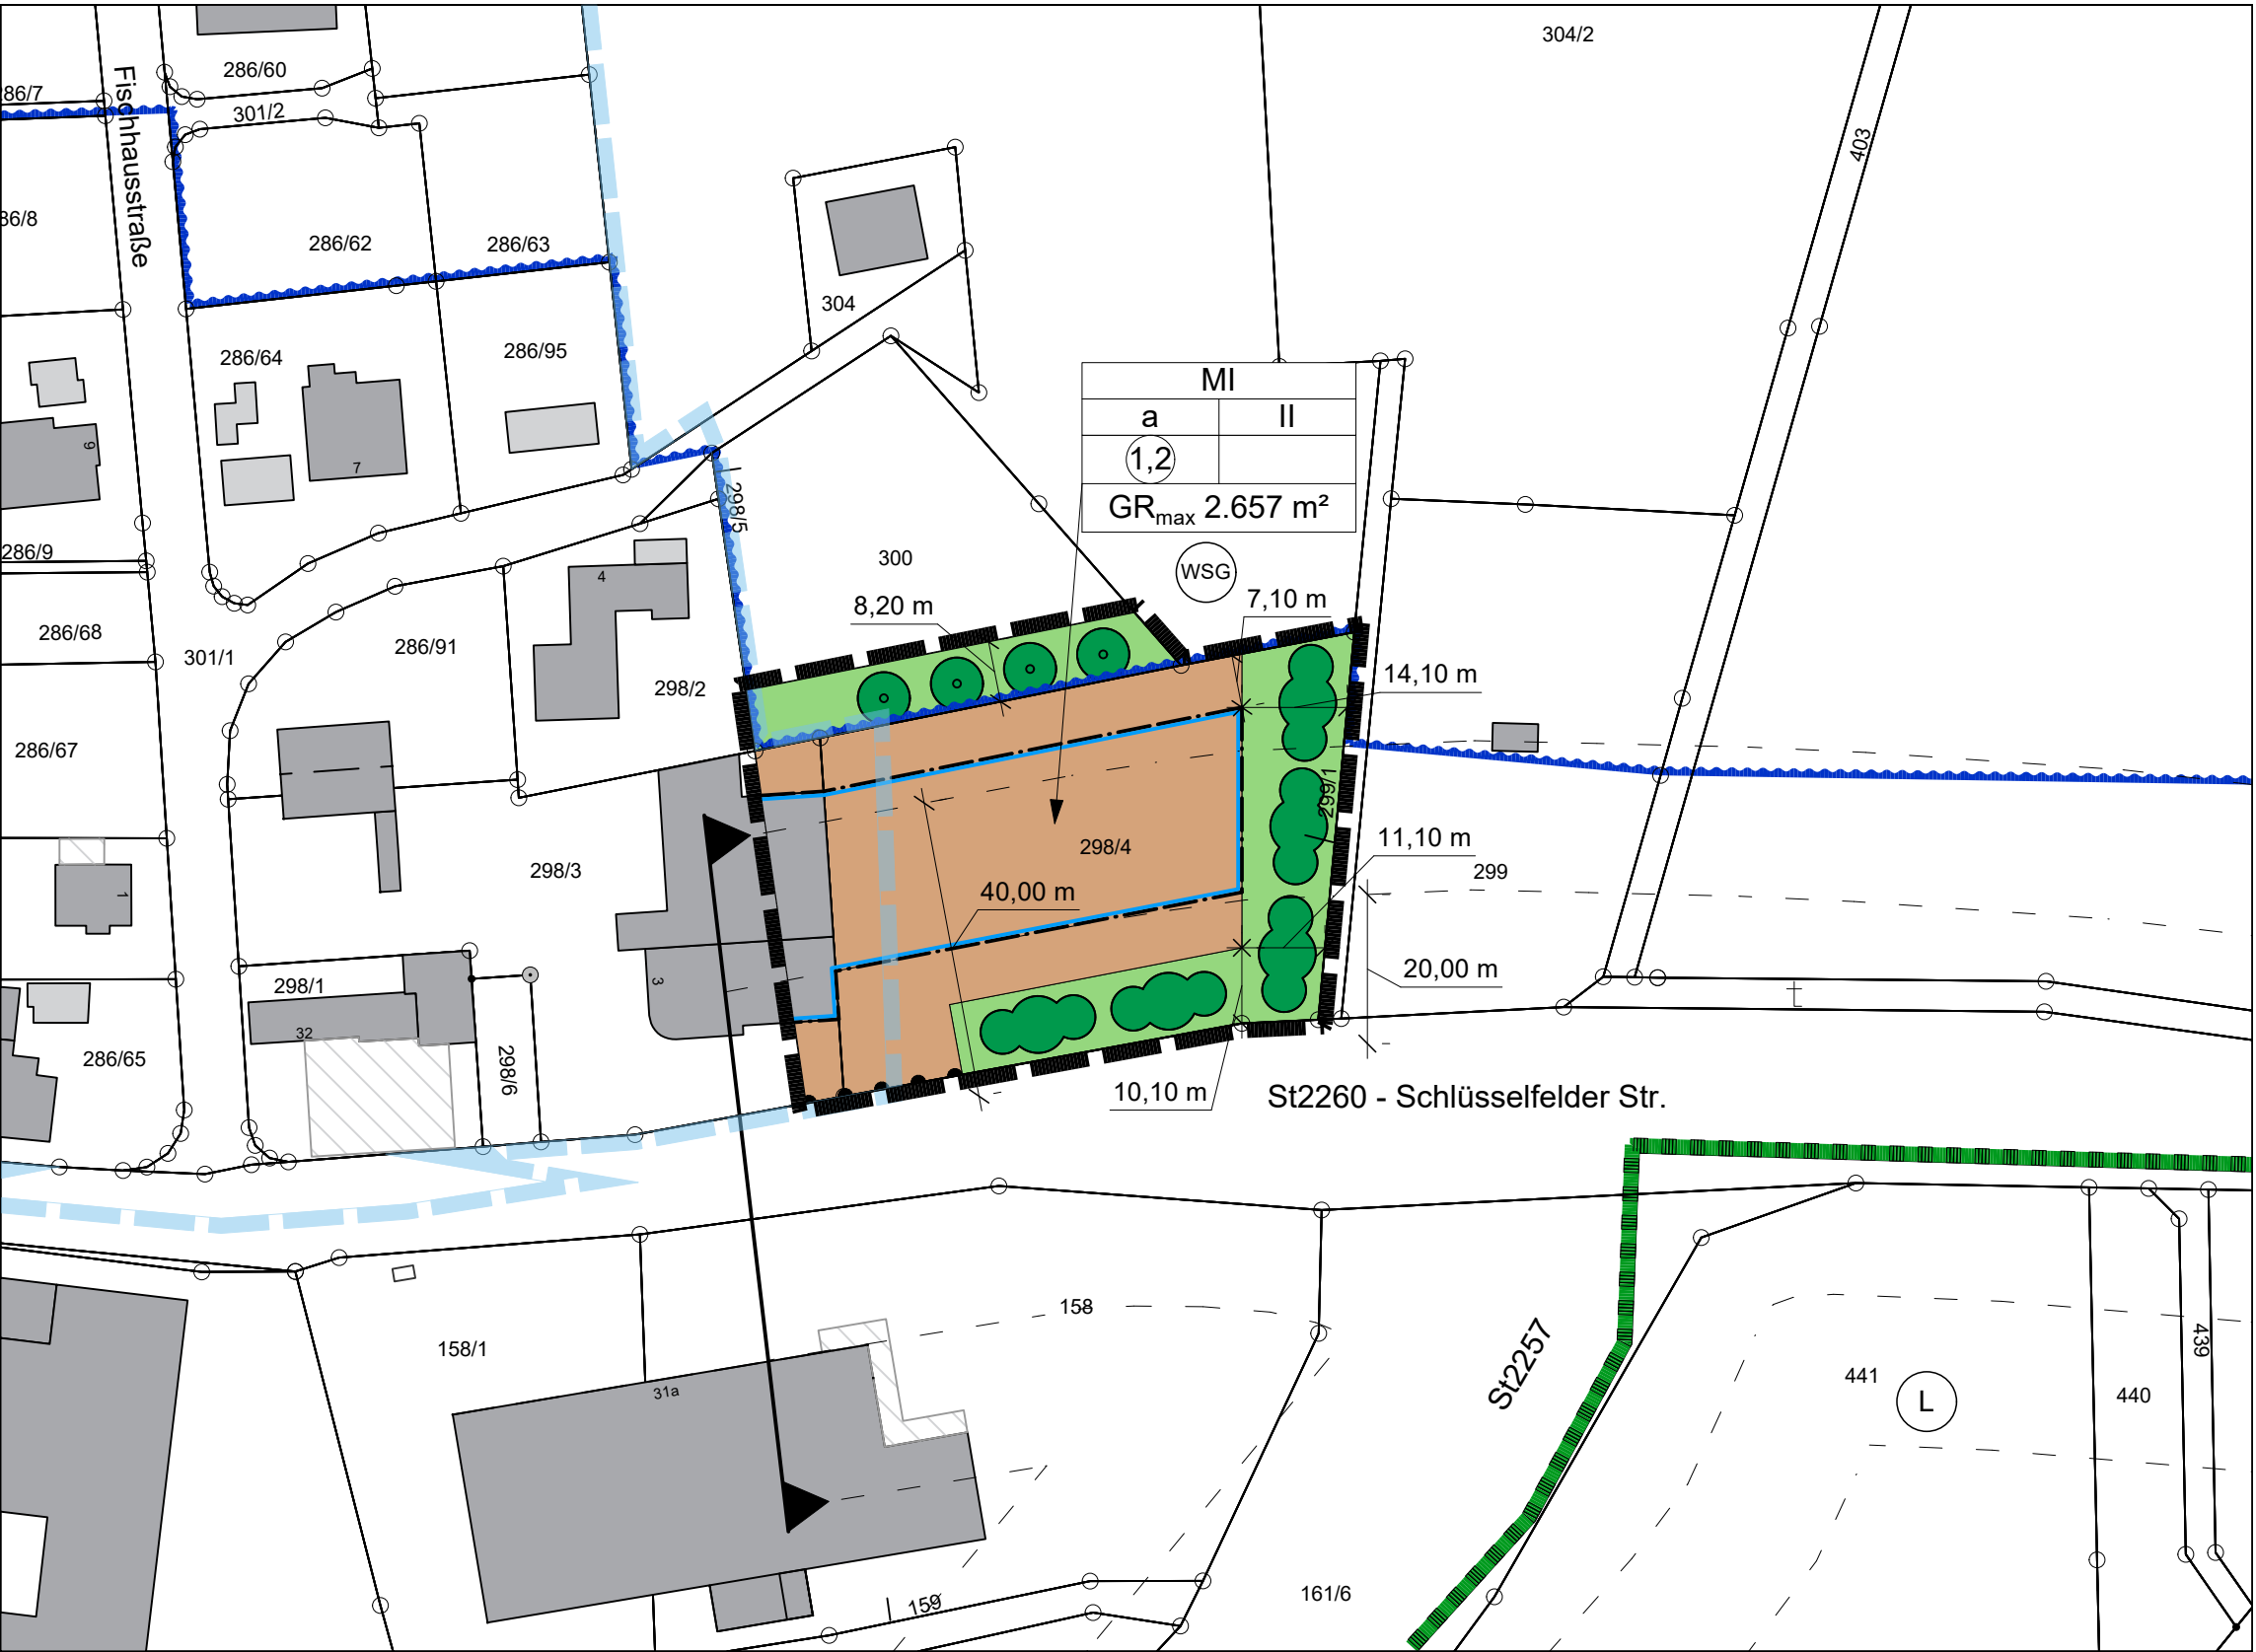 304/2
286/60
286/7
301/2
Fischhausstraße
403
86/8
286/62
286/63
304
286/64
286/95
MI
a
II
1,2
GRmax 2.657 m²
9
7
298/5
286/9
300
WSG
4
8,20 m
7,10 m
286/68
301/1
286/91
298/2
14,10 m
286/67
299/1
298/4
11,10 m
1
298/3
299
40,00 m
20,00 m
3
298/1
32
286/65
298/6
10,10 m
St2260 - Schlüsselfelder Str.
158
158/1
St2257
439
31a
441
L
440
159
161/6